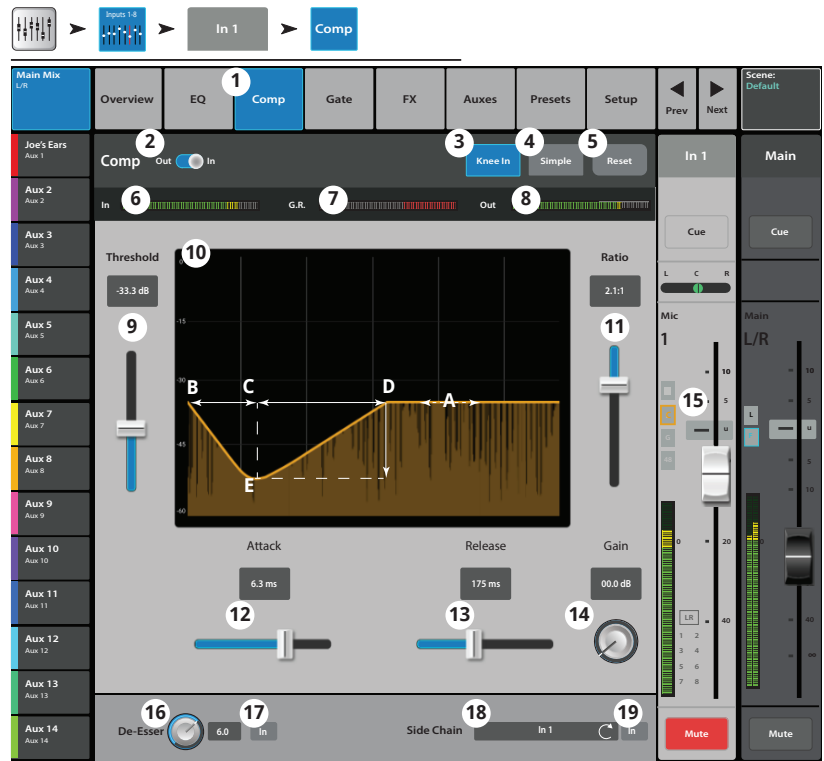 Inputs 1-8
In 1
Comp
Main Mix
L/R
Overview
EQ
1
Comp
Gate
FX
Auxes
Presets
Setup
Prev
Next
Scene:
Default
Joe's Ears
Aux 1
Aux 2
Aux 2
Aux 3
Aux 3
Aux 4
Aux 4
Aux 5
Aux 5
Aux 6
Aux 6
Aux 7
Aux 7
Aux 8
Aux 8
Aux 9
Aux 9
Aux 10
Aux 10
Aux 11
Aux 11
Aux 12
Aux 12
Aux 13
Aux 13
Aux 14
Aux 14
Comp
2
Out
In
3
Knee In
4
Simple
5
Reset
In
6
G.R.
7
Out
8
Threshold
-33.3 dB
9
10
0
-15
-30
-45
-60
B
C
D
A
E
Ratio
2.1:1
11
Attack
6.3 ms
12
Release
175 ms
13
Gain
00.0 dB
14
16
De-Esser
6.0
17
In
Side Chain
18
In 1
19
In
In 1
Cue
L C R
Mic
1
10
15
5
U
0
20
LR
40
1 2
3 4
5 6
7 8
Mute
Main
Cue
Main
L/R
10
5
L
U
5
10
0
20
40
∞
Mute